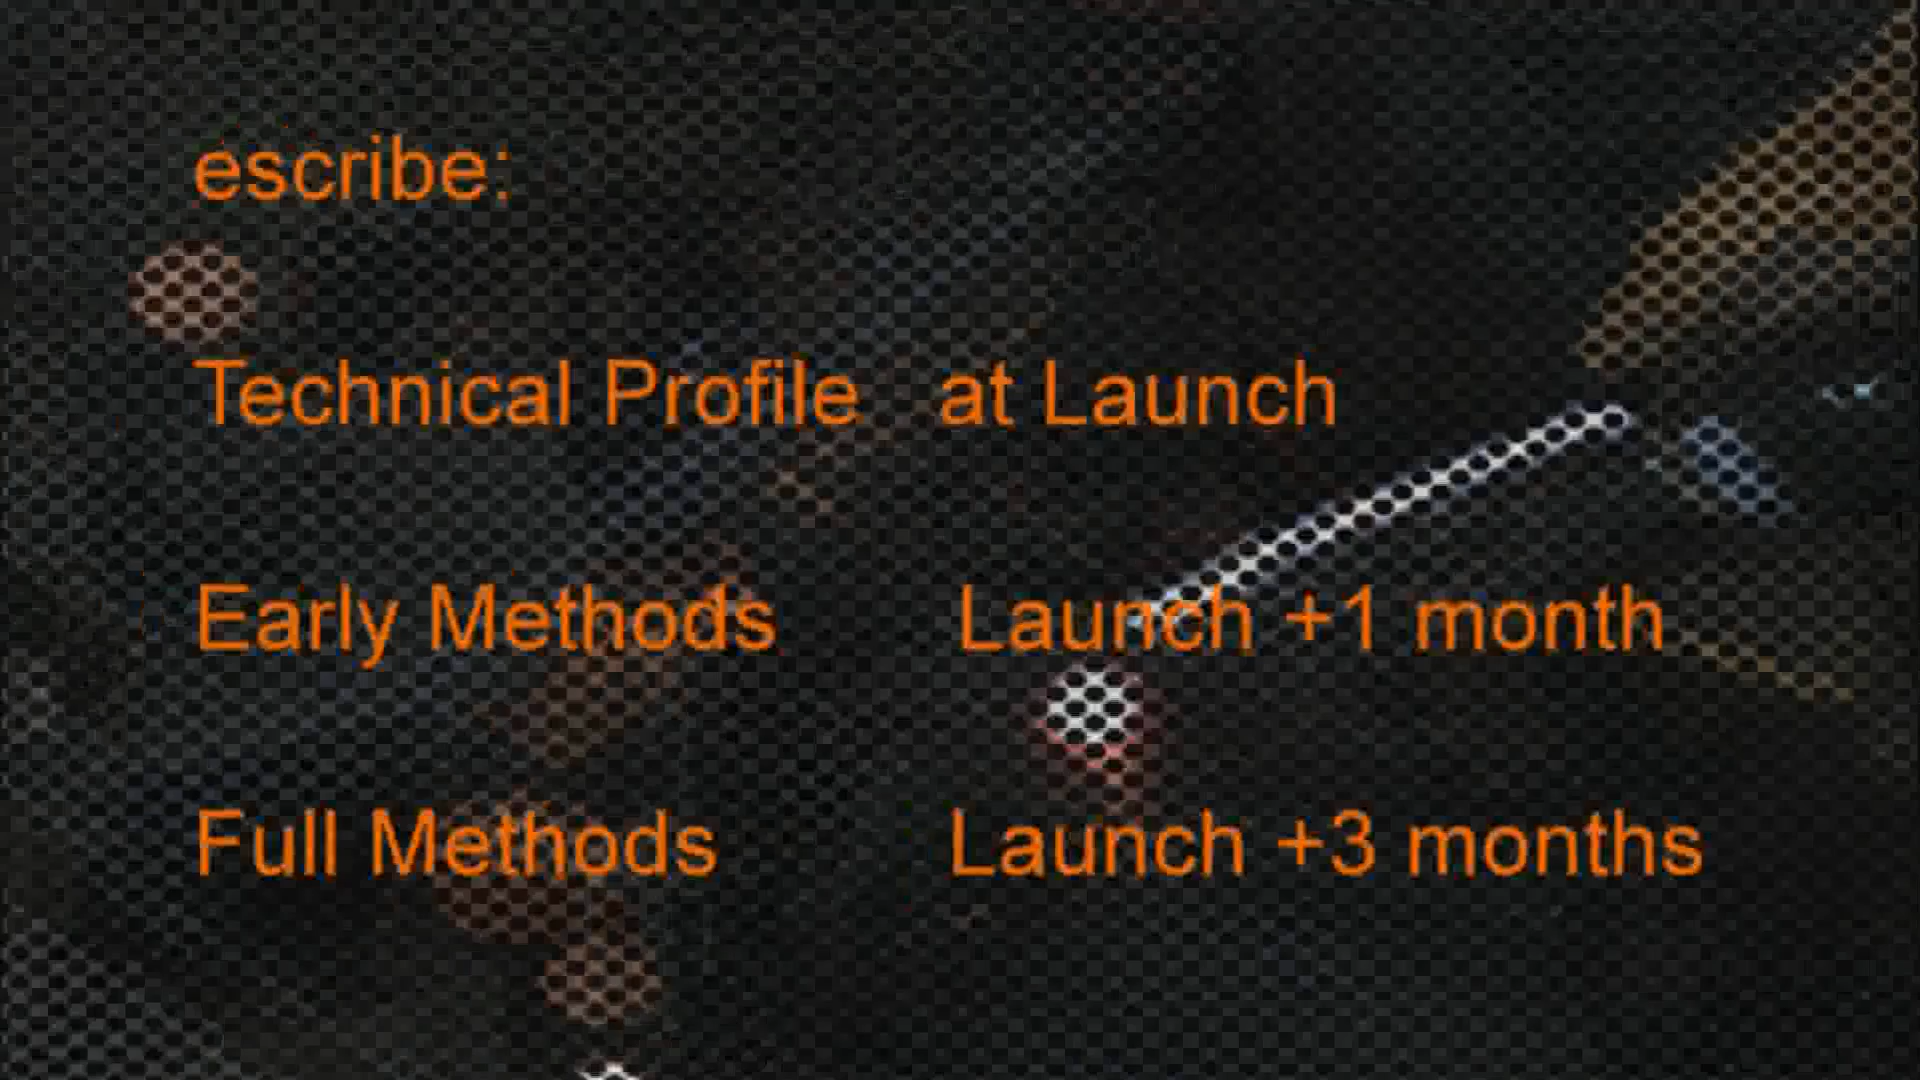 escribe:
Technical Profile at Launch
Early Methods Launch +1 month
Full Methods Launch +3 months